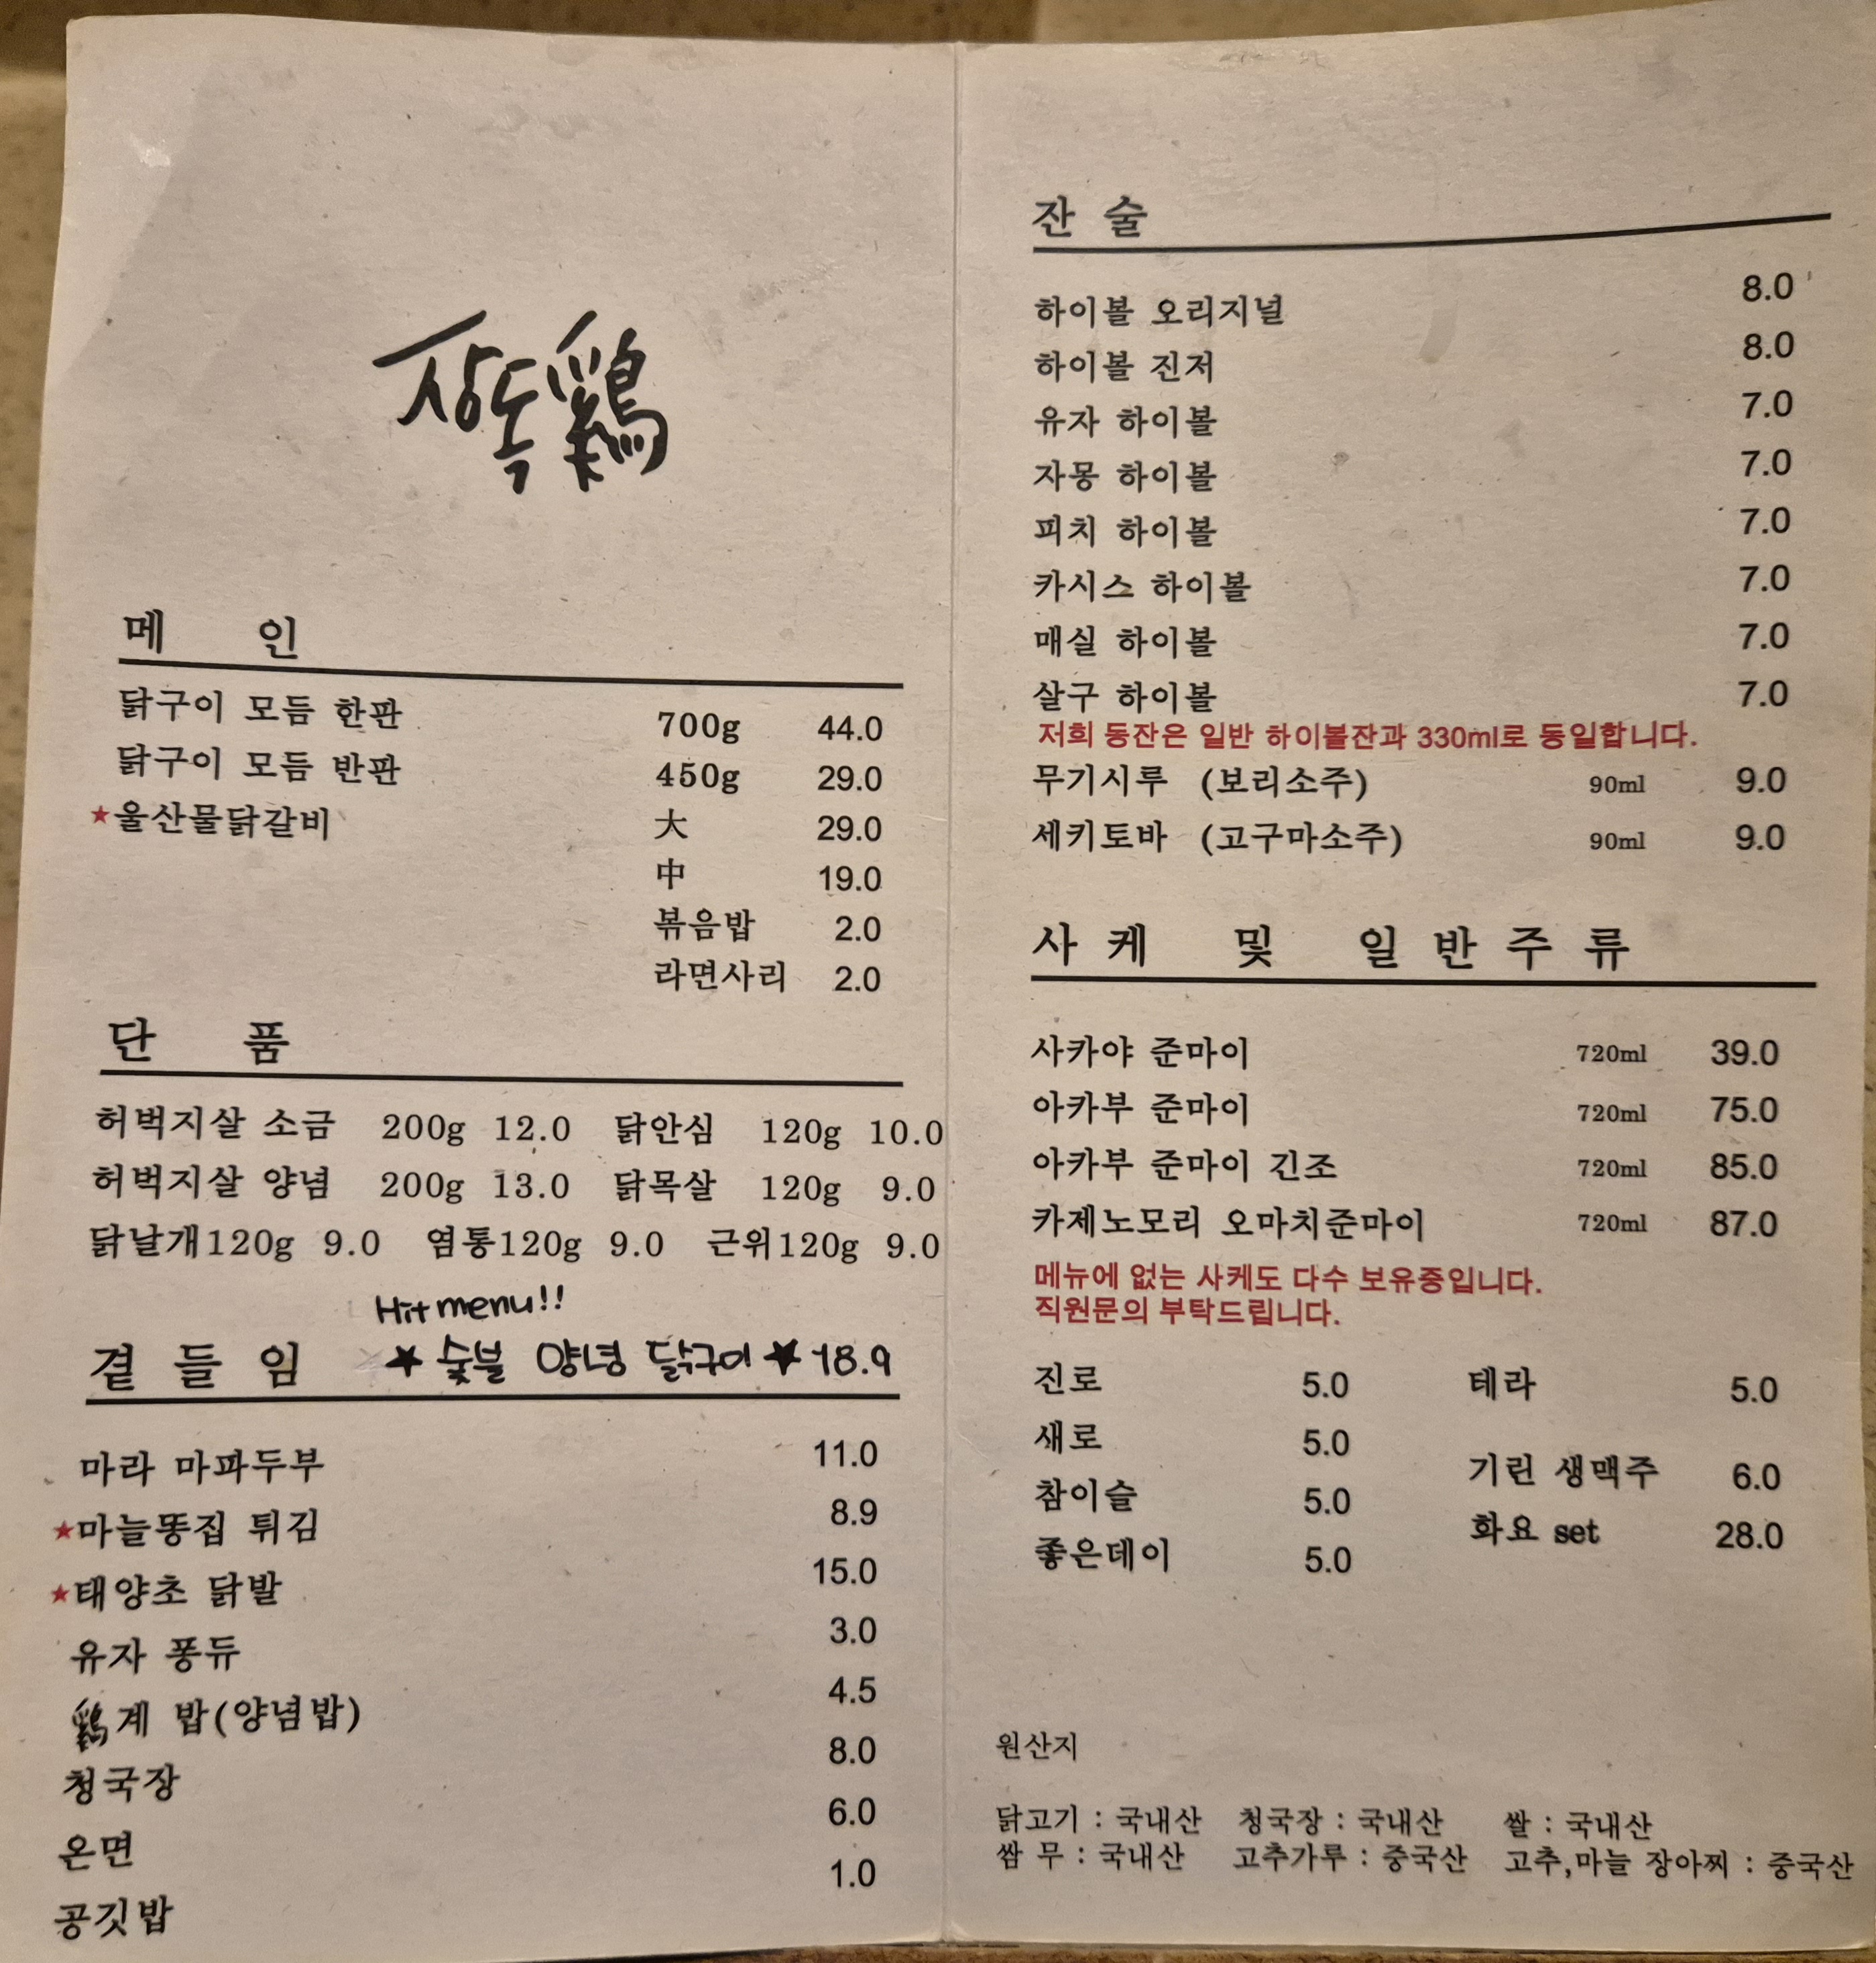 장독鷄
메 인
닭구이 모듬 한판 700g 44.0
닭구이 모듬 반판 450g 29.0
★울산물닭갈비 大 29.0
中 19.0
볶음밥 2.0
라면사리 2.0
단 품
허벅지살 소금 200g 12.0 닭안심 120g 10.0
허벅지살 양념 200g 13.0 닭목살 120g 9.0
닭날개120g 9.0 염통120g 9.0 근위120g 9.0
Hit menu!!
곁 들 임 ★ 숯불 양념 닭구이 ★ 18.9
마라 마파두부 11.0
★마늘똥집 튀김 8.9
★태양초 닭발 15.0
유자 퐁듀 3.0
鷄계 밥(양념밥) 4.5
청국장 8.0
온면 6.0
공깃밥 1.0
잔 술
하이볼 오리지널 8.0
하이볼 진저 8.0
유자 하이볼 7.0
자몽 하이볼 7.0
피치 하이볼 7.0
카시스 하이볼 7.0
매실 하이볼 7.0
살구 하이볼 7.0
저희 동잔은 일반 하이볼잔과 330ml로 동일합니다.
무기시루 (보리소주) 90ml 9.0
세키토바 (고구마소주) 90ml 9.0
사 케 및 일 반 주 류
사카야 준마이 720ml 39.0
아카부 준마이 720ml 75.0
아카부 준마이 긴조 720ml 85.0
카제노모리 오마치준마이 720ml 87.0
메뉴에 없는 사케도 다수 보유중입니다.
직원문의 부탁드립니다.
진로 5.0 테라 5.0
새로 5.0 기린 생맥주 6.0
참이슬 5.0 화요 set 28.0
좋은데이 5.0
원산지
닭고기 : 국내산 청국장 : 국내산 쌀 : 국내산
쌈 무 : 국내산 고추가루 : 중국산 고추,마늘 장아찌 : 중국산